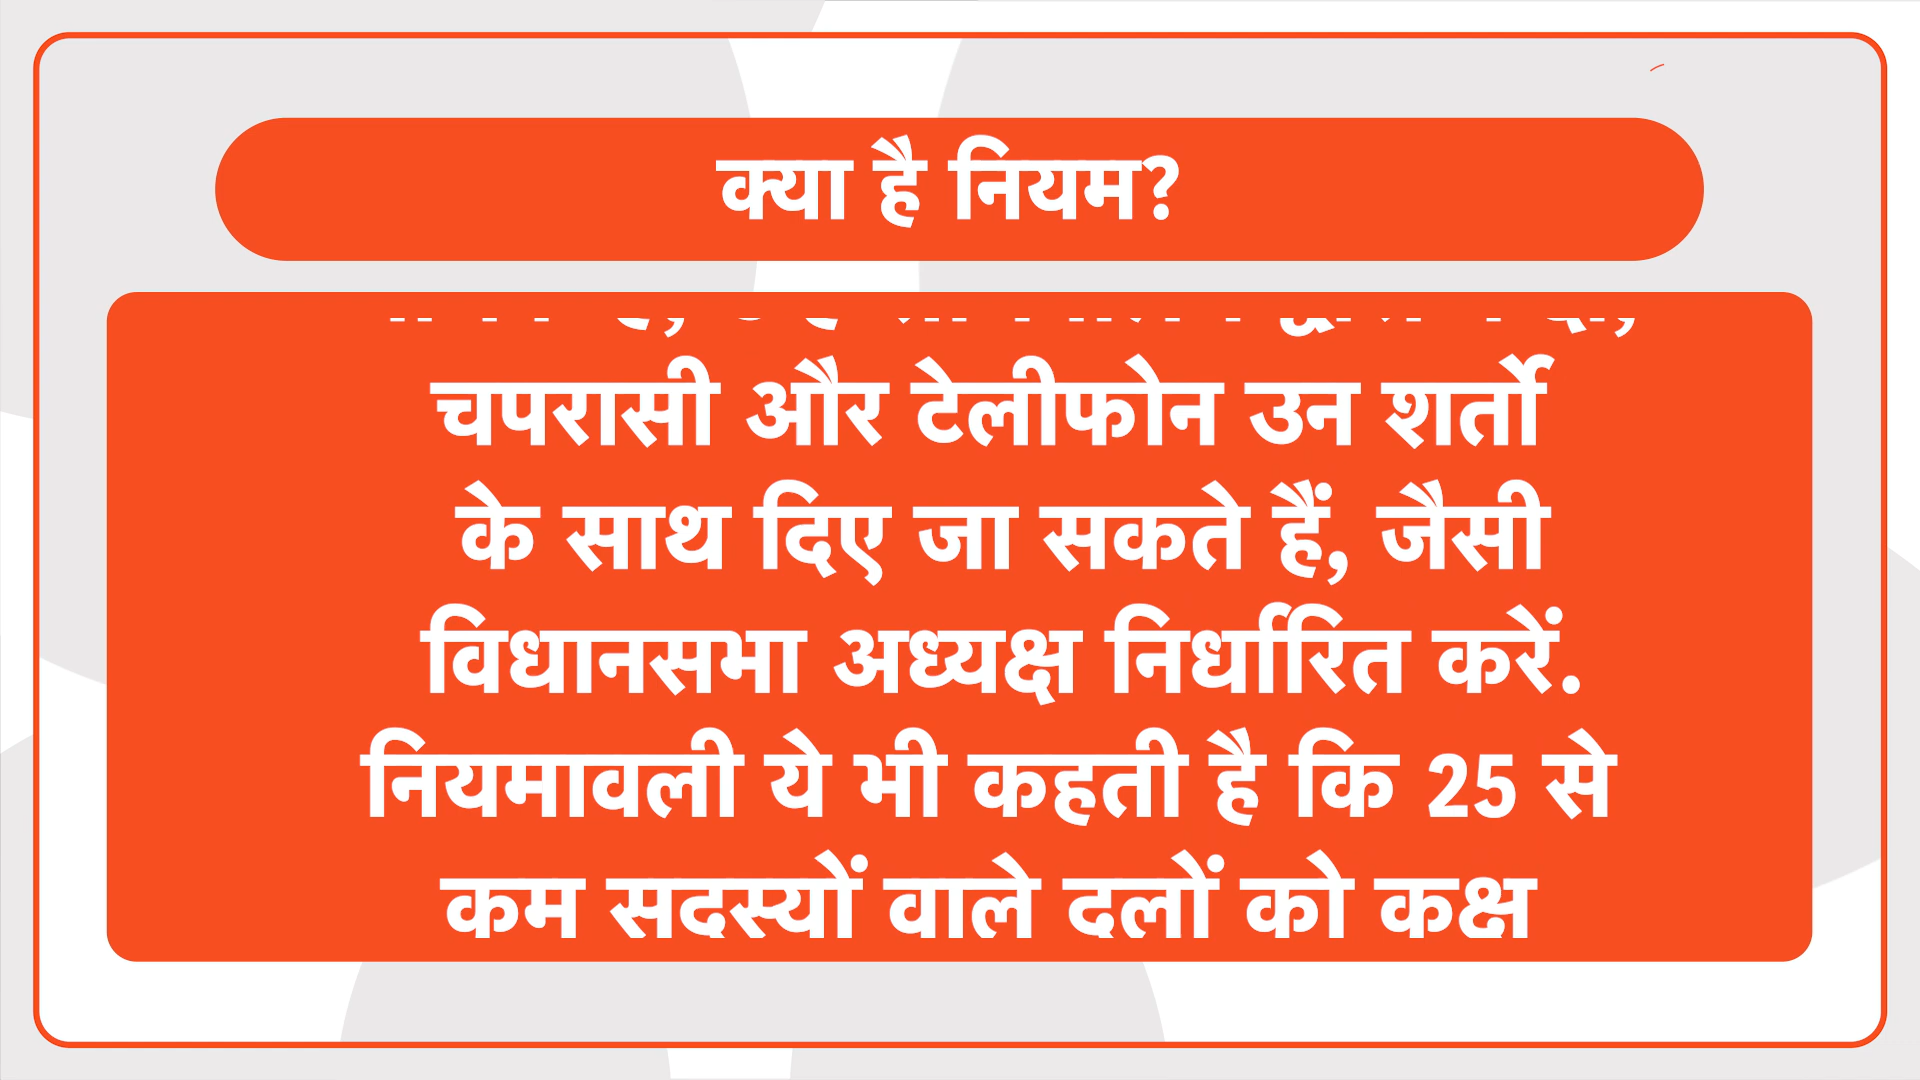 क्या है नियम?
चपरासी और टेलीफोन उन शर्तो
के साथ दिए जा सकते हैं, जैसी
विधानसभा अध्यक्ष निर्धारित करें.
नियमावली ये भी कहती है कि 25 से
कम सदस्यों वाले दलों को कक्ष